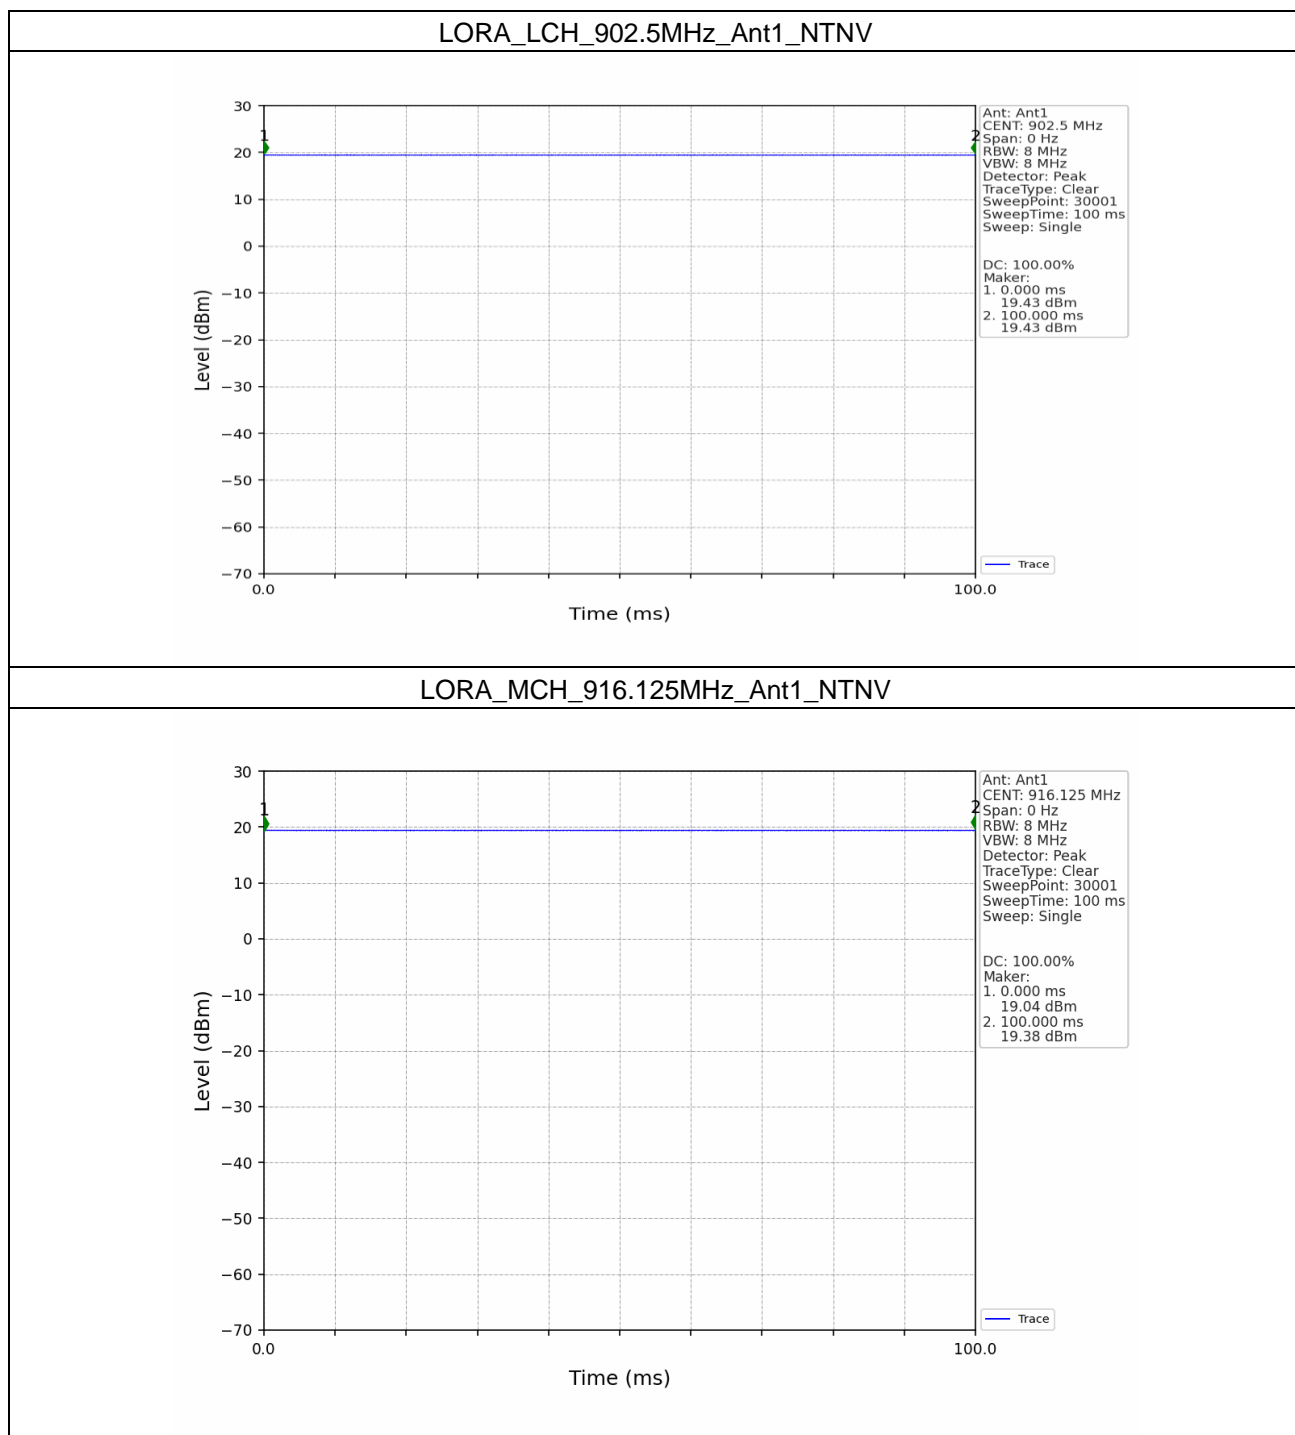 LORA_LCH_902.5MHz_Ant1_NTNV
30
20
10
0
−10
−20
−30
−40
−50
−60
−70
Level (dBm)
1
2
0.0
100.0
Time (ms)
Ant: Ant1
CENT: 902.5 MHz
Span: 0 Hz
RBW: 8 MHz
VBW: 8 MHz
Detector: Peak
TraceType: Clear
SweepPoint: 30001
SweepTime: 100 ms
Sweep: Single
DC: 100.00%
Maker:
1. 0.000 ms
19.43 dBm
2. 100.000 ms
19.43 dBm
Trace
LORA_MCH_916.125MHz_Ant1_NTNV
30
20
10
0
−10
−20
−30
−40
−50
−60
−70
Level (dBm)
1
2
0.0
100.0
Time (ms)
Ant: Ant1
CENT: 916.125 MHz
Span: 0 Hz
RBW: 8 MHz
VBW: 8 MHz
Detector: Peak
TraceType: Clear
SweepPoint: 30001
SweepTime: 100 ms
Sweep: Single
DC: 100.00%
Maker:
1. 0.000 ms
19.04 dBm
2. 100.000 ms
19.38 dBm
Trace